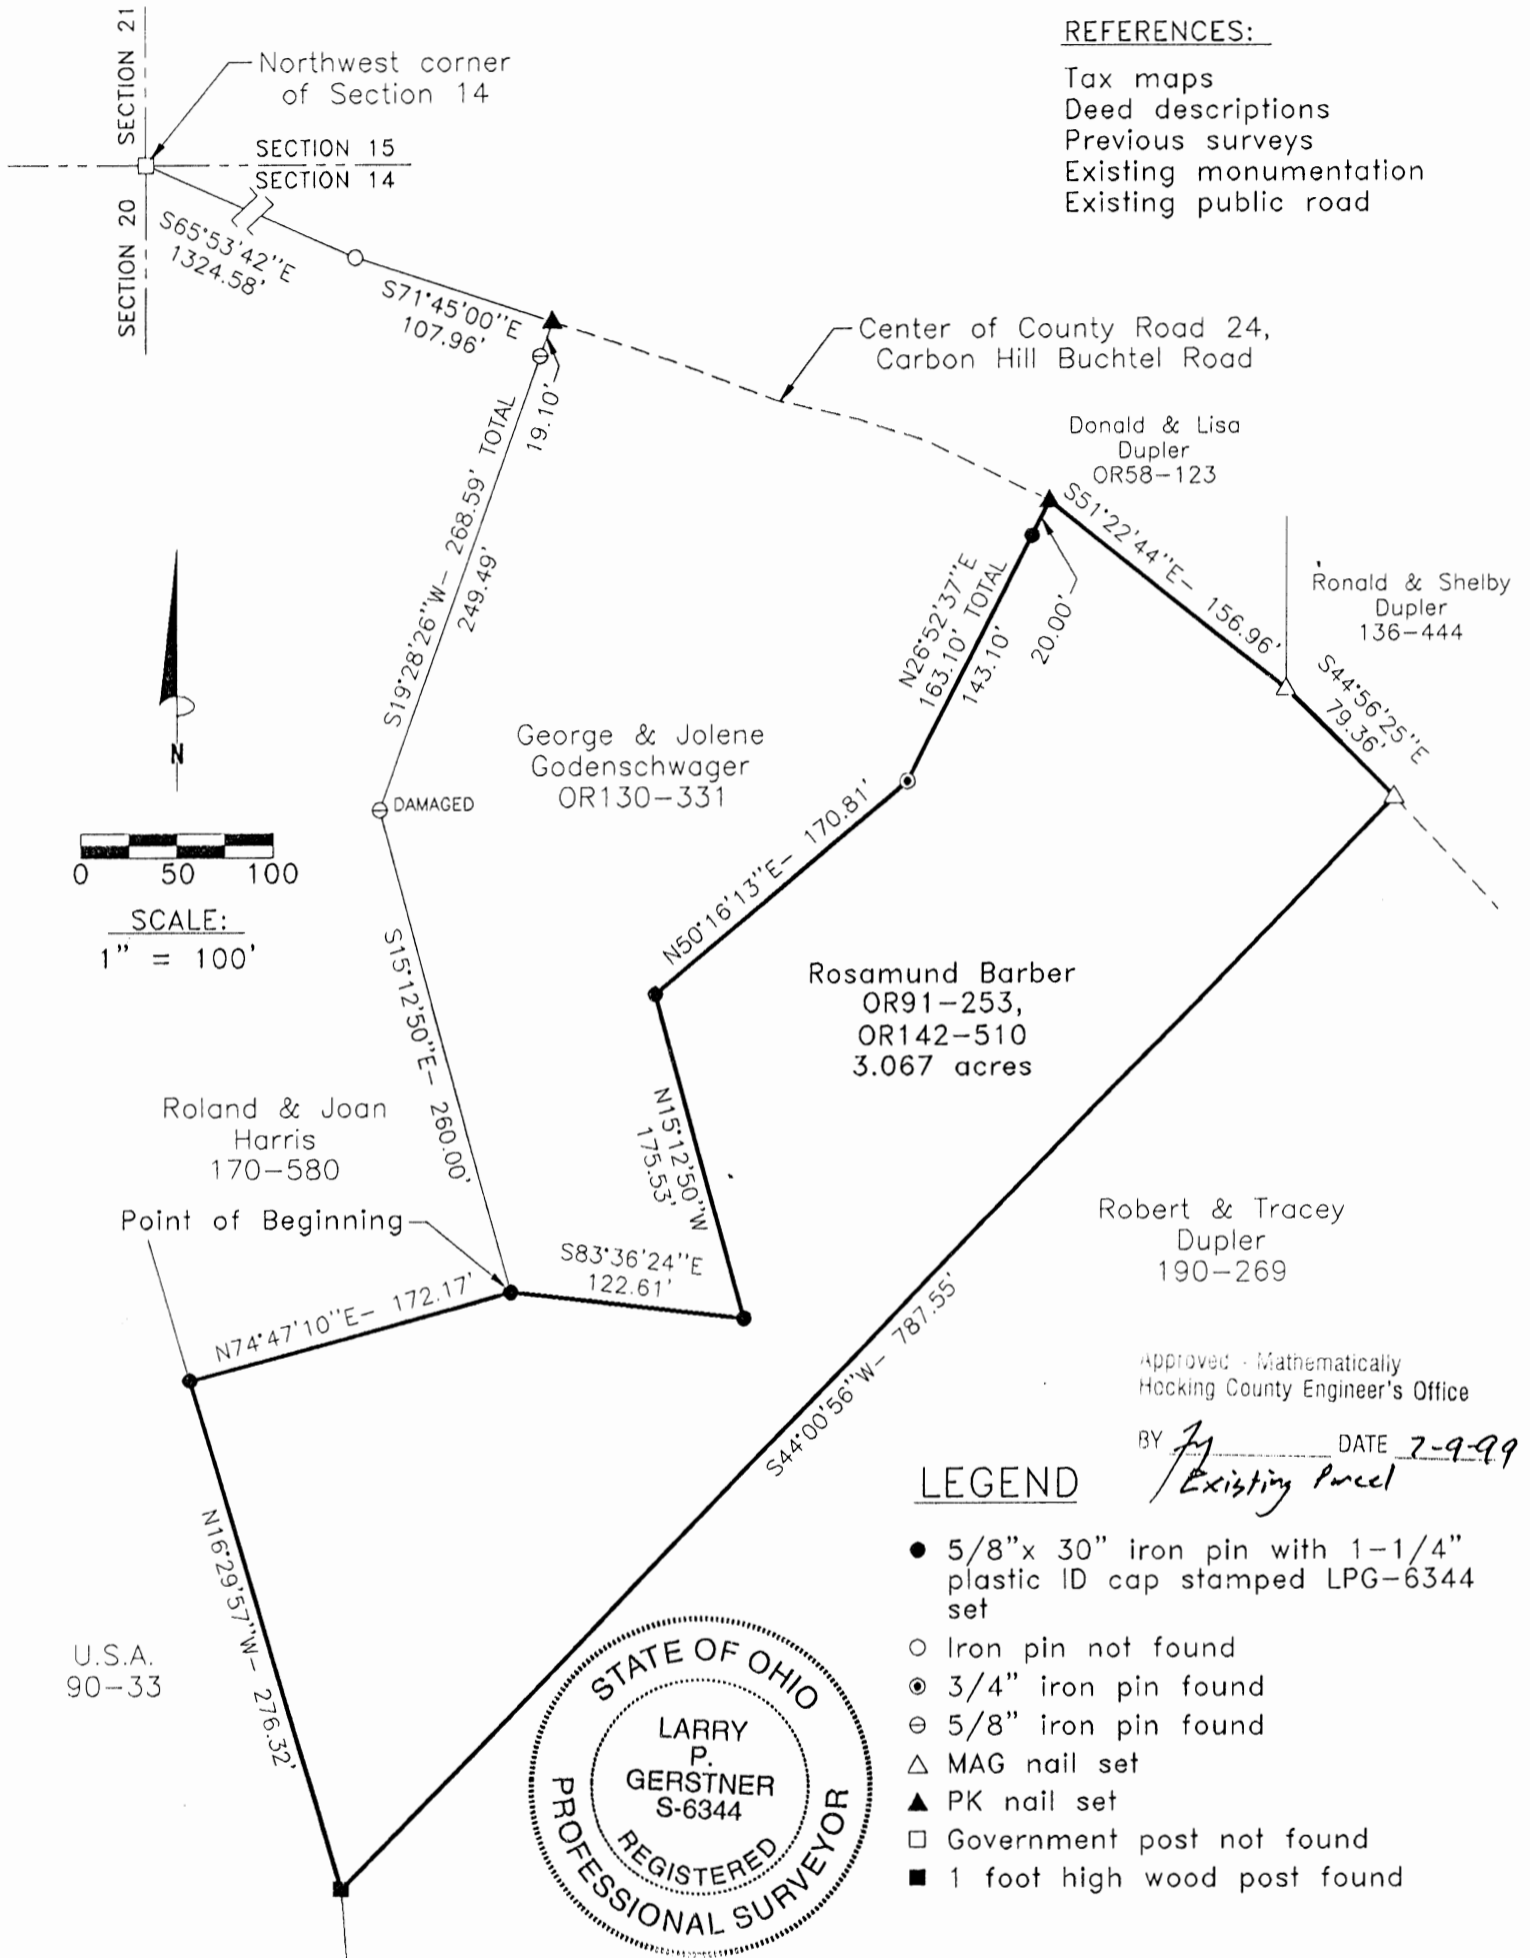 SECTION 21
Northwest corner
of Section 14
SECTION 15
SECTION 14
SECTION 20
REFERENCES:
Tax maps
Deed descriptions
Previous surveys
Existing monumentation
Existing public road
S65°53'42"E
1324.58'
S71°45'00"E
107.96'
Center of County Road 24,
Carbon Hill Buchtel Road
19.10'
S19°28'26"W- 268.59' TOTAL
249.49'
Donald & Lisa
Dupler
OR58-123
S51°22'44"E- 156.96'
Ronald & Shelby
Dupler
136-444
S44°56'25"E
79.36'
N26°52'37"E
163.10' TOTAL
143.10'
20.00'
N
George & Jolene
Godenschwager
OR130-331
DAMAGED
0 50 100
SCALE:
1" = 100'
N50°16'13"E- 170.81'
S15°12'50"E- 260.00'
Rosamund Barber
OR91-253,
OR142-510
3.067 acres
N15°12'50"W
175.53'
Roland & Joan
Harris
170-580
Point of Beginning
S83°36'24"E
122.61'
N74°47'10"E- 172.17'
Robert & Tracey
Dupler
190-269
S44°00'56"W- 787.55'
Approved - Mathematically
Hocking County Engineer's Office
BY DATE 7-9-99
Existing Parcel
N16°29'57"W- 276.32'
U.S.A.
90-33
LEGEND
5/8"x 30" iron pin with 1-1/4"
plastic ID cap stamped LPG-6344
set
Iron pin not found
3/4" iron pin found
5/8" iron pin found
MAG nail set
PK nail set
Government post not found
1 foot high wood post found
STATE OF OHIO
LARRY
P.
GERSTNER
S-6344
REGISTERED
PROFESSIONAL SURVEYOR